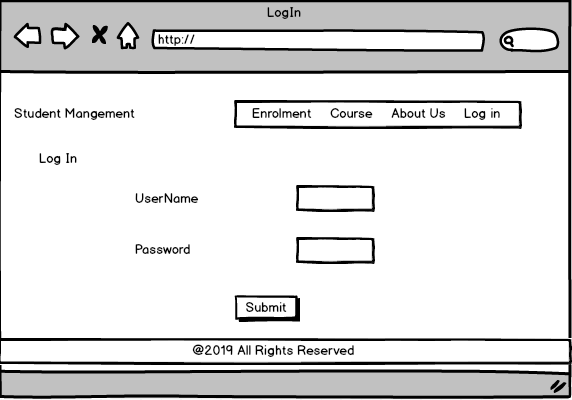 LogIn
http://
Student Mangement
Enrolment Course About Us Log in
Log In
UserName
Password
Submit
@2019 All Rights Reserved